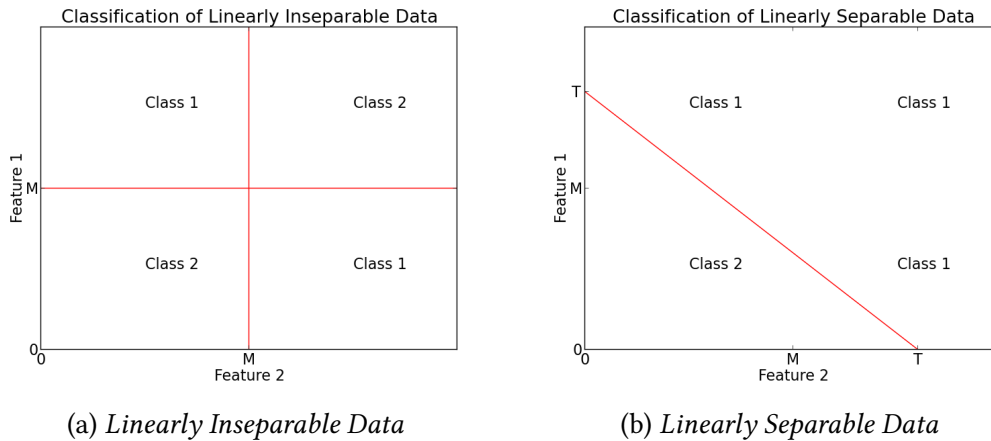 Classification of Linearly Inseparable Data
Class 1
Class 2
M
Feature 1
Class 2
Class 1
0
0
M
Feature 2
(a) Linearly Inseparable Data
Classification of Linearly Separable Data
T
Class 1
Class 1
M
Feature 1
Class 2
Class 1
0
0
M
T
Feature 2
(b) Linearly Separable Data